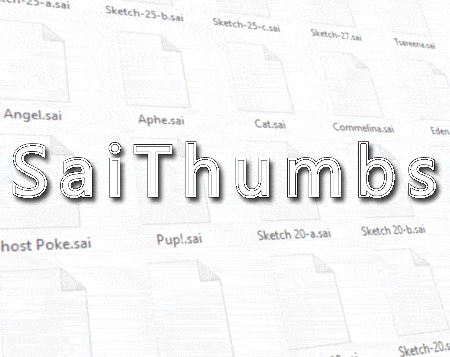 Sketch-25-a.sai
Sketch-25-b.sai
Sketch-25-c.sai
Sketch-27.sai
Tsareena.sai
Angel.sai
Aphe.sai
Cat.sai
Commelina.sai
Eden
SaiThumbs
host Poke.sai
Pup!.sai
Sketch 20-a.sai
Sketch 20-b.sai
Sketch-20.s